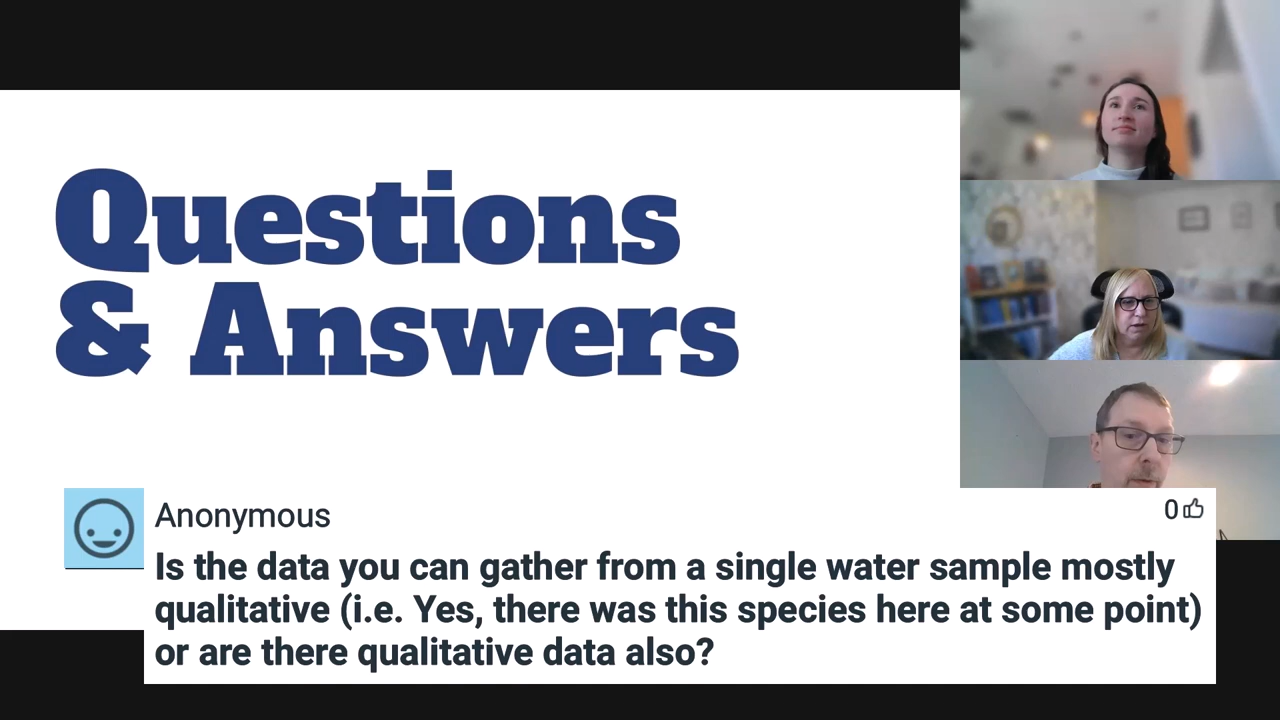 Questions
& Answers
Anonymous
0
Is the data you can gather from a single water sample mostly
qualitative (i.e. Yes, there was this species here at some point)
or are there qualitative data also?